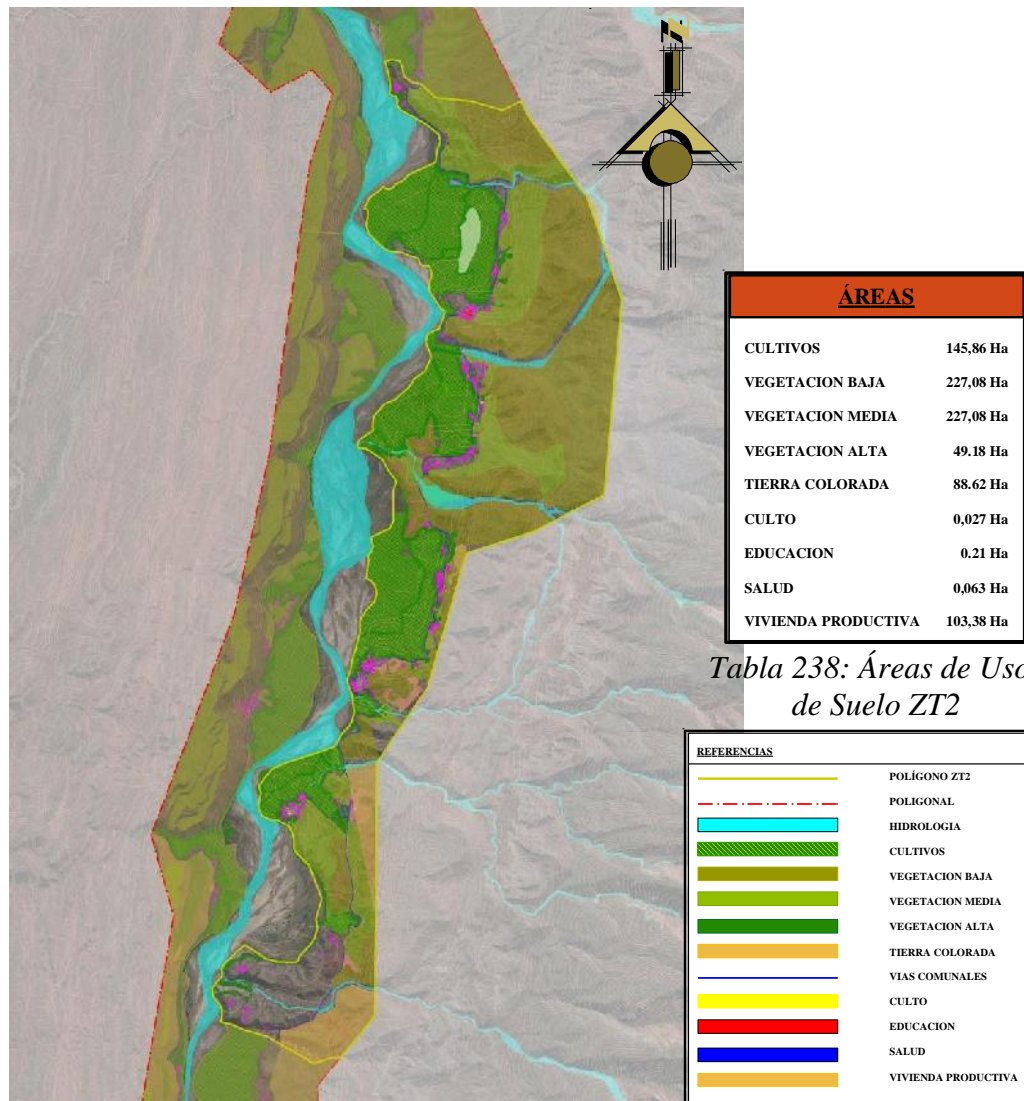 ÁREAS
CULTIVOS 145,86 Ha
VEGETACION BAJA 227,08 Ha
VEGETACION MEDIA 227,08 Ha
VEGETACION ALTA 49.18 Ha
TIERRA COLORADA 88.62 Ha
CULTO 0,027 Ha
EDUCACION 0.21 Ha
SALUD 0,063 Ha
VIVIENDA PRODUCTIVA 103,38 Ha
Tabla 238: Áreas de Uso
de Suelo ZT2
REFERENCIAS
POLÍGONO ZT2
POLIGONAL
HIDROLOGIA
CULTIVOS
VEGETACION BAJA
VEGETACION MEDIA
VEGETACION ALTA
TIERRA COLORADA
VIAS COMUNALES
CULTO
EDUCACION
SALUD
VIVIENDA PRODUCTIVA